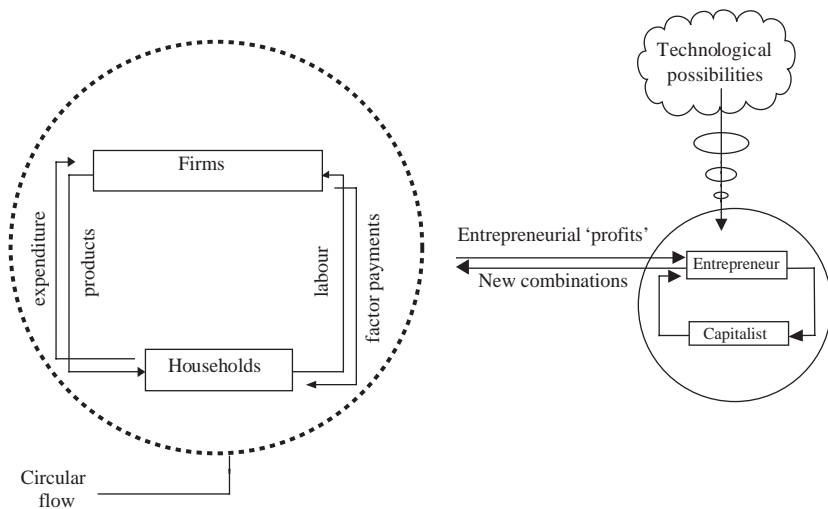 Technological
possibilities
Firms
expenditure
products
labour
factor payments
Households
Circular
flow
Entrepreneurial ‘profits’
New combinations
Entrepreneur
Capitalist